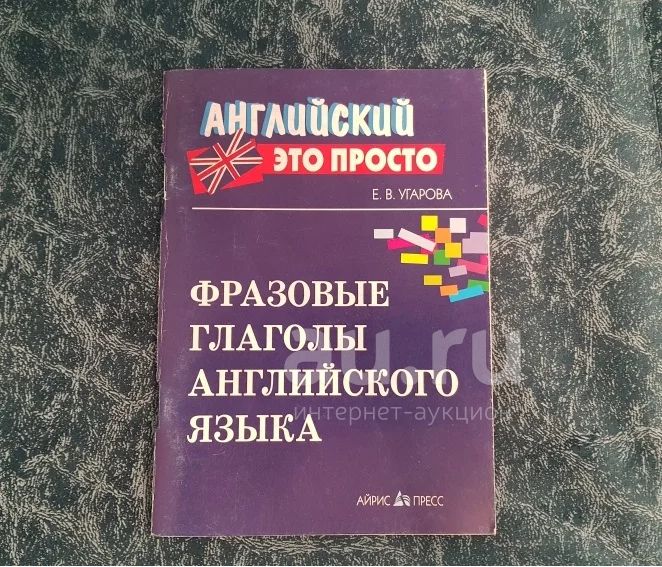 АНГЛИЙСКИЙ
ЭТО ПРОСТО
Е. В. УГАРОВА
ФРАЗОВЫЕ
ГЛАГОЛЫ
АНГЛИЙСКОГО
ЯЗЫКА
au.ru
интернет-аукцион
АЙРИС ПРЕСС